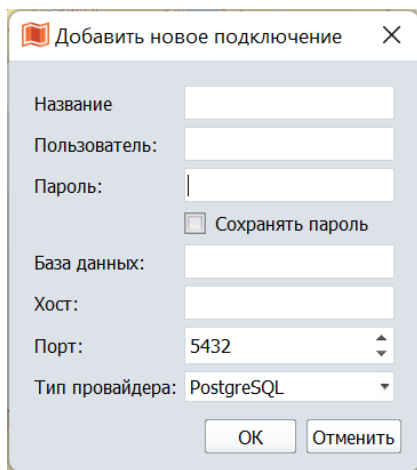 Добавить новое подключение
Название
Пользователь:
Пароль:
Сохранять пароль
База данных:
Хост:
Порт: 5432
Тип провайдера: PostgreSQL
ОК Отменить